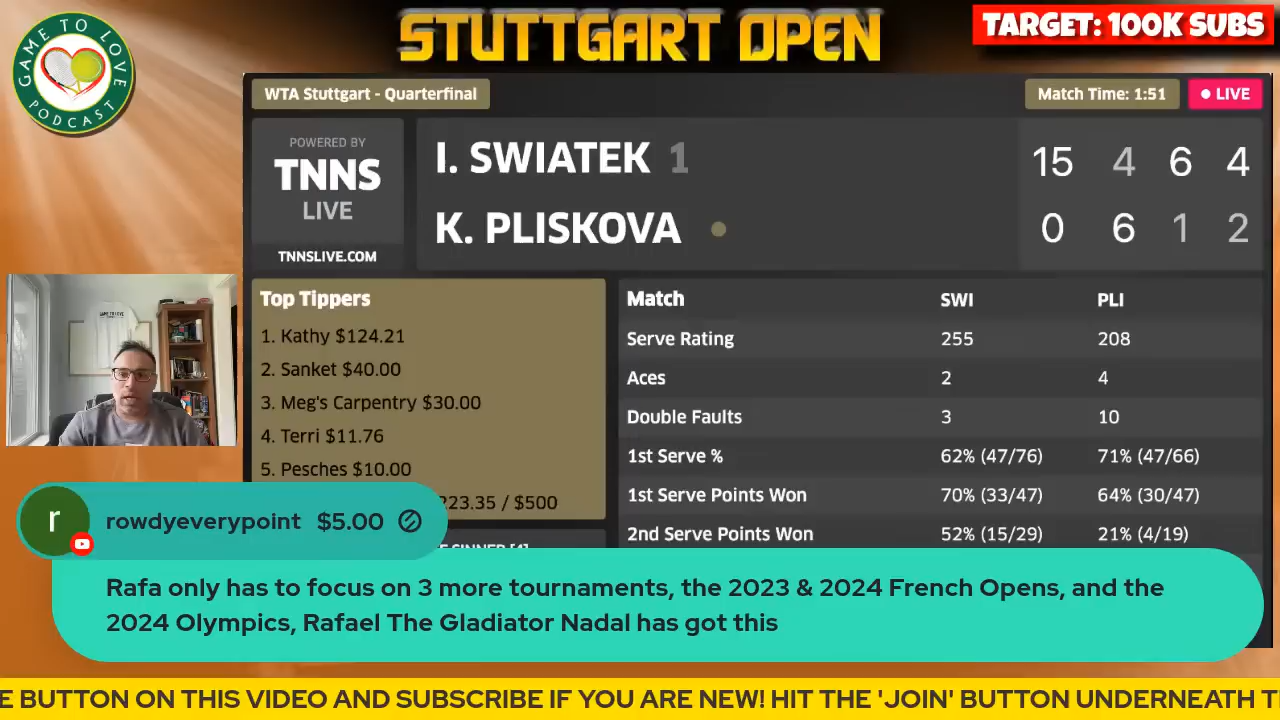 GAME TO LOVE
PODCAST
STUTTGART OPEN
TARGET: 100K SUBS
WTA Stuttgart - Quarterfinal
Match Time: 1:51
LIVE
POWERED BY
TNNS
LIVE
TNNSLIVE.COM
I. SWIATEK 1 15 4 6 4
K. PLISKOVA 0 6 1 2
Top Tippers
1. Kathy $124.21
2. Sanket $40.00
3. Meg's Carpentry $30.00
4. Terri $11.76
5. Pesches $10.00
223.35 / $500
Match SWI PLI
Serve Rating 255 208
Aces 2 4
Double Faults 3 10
1st Serve % 62% (47/76) 71% (47/66)
1st Serve Points Won 70% (33/47) 64% (30/47)
2nd Serve Points Won 52% (15/29) 21% (4/19)
SINNER [4]
r
rowdyeverypoint $5.00
Rafa only has to focus on 3 more tournaments, the 2023 & 2024 French Opens, and the
2024 Olympics, Rafael The Gladiator Nadal has got this
E BUTTON ON THIS VIDEO AND SUBSCRIBE IF YOU ARE NEW! HIT THE 'JOIN' BUTTON UNDERNEATH T